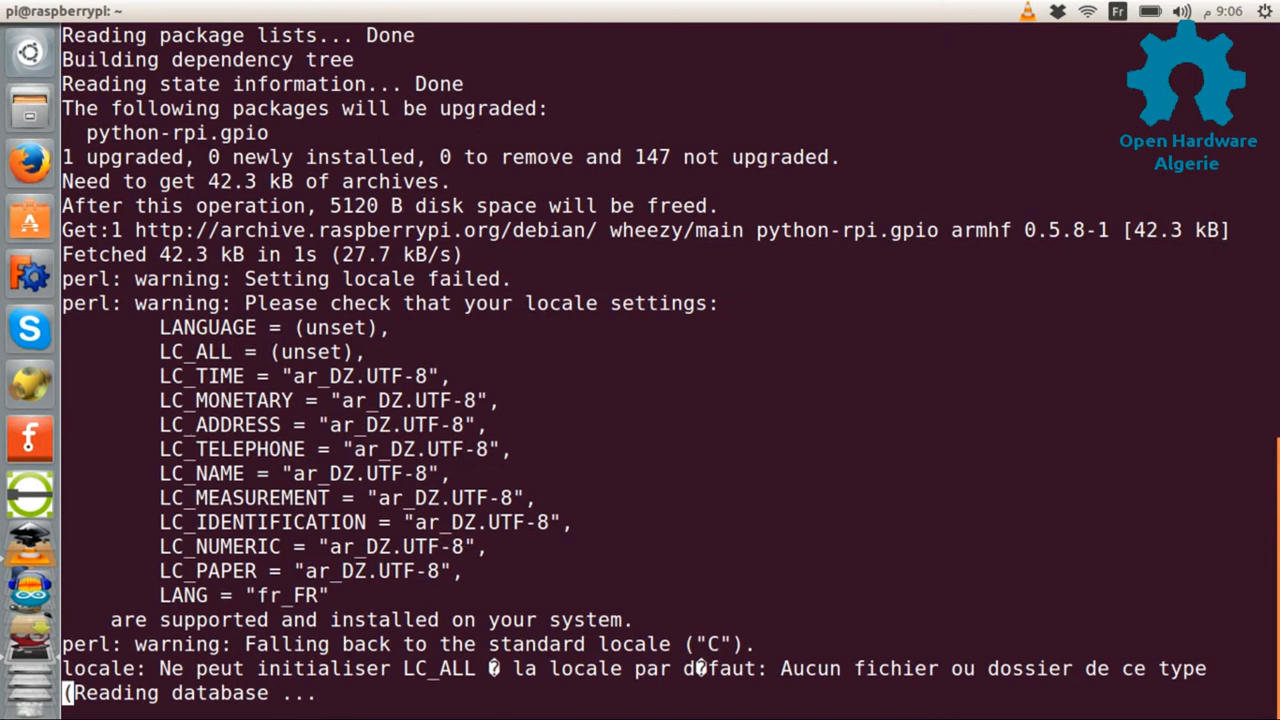 pi@raspberrypi: ~
Fr
9:06 م
Reading package lists... Done
Building dependency tree
Reading state information... Done
The following packages will be upgraded:
python-rpi.gpio
1 upgraded, 0 newly installed, 0 to remove and 147 not upgraded.
Need to get 42.3 kB of archives.
After this operation, 5120 B disk space will be freed.
Get:1 http://archive.raspberrypi.org/debian/ wheezy/main python-rpi.gpio armhf 0.5.8-1 [42.3 kB]
Fetched 42.3 kB in 1s (27.7 kB/s)
perl: warning: Setting locale failed.
perl: warning: Please check that your locale settings:
LANGUAGE = (unset),
LC_ALL = (unset),
LC_TIME = "ar_DZ.UTF-8",
LC_MONETARY = "ar_DZ.UTF-8",
LC_ADDRESS = "ar_DZ.UTF-8",
LC_TELEPHONE = "ar_DZ.UTF-8",
LC_NAME = "ar_DZ.UTF-8",
LC_MEASUREMENT = "ar_DZ.UTF-8",
LC_IDENTIFICATION = "ar_DZ.UTF-8",
LC_NUMERIC = "ar_DZ.UTF-8",
LC_PAPER = "ar_DZ.UTF-8",
LANG = "fr_FR"
are supported and installed on your system.
perl: warning: Falling back to the standard locale ("C").
locale: Ne peut initialiser LC_ALL � la locale par d�faut: Aucun fichier ou dossier de ce type
(Reading database ...
Open Hardware
Algerie